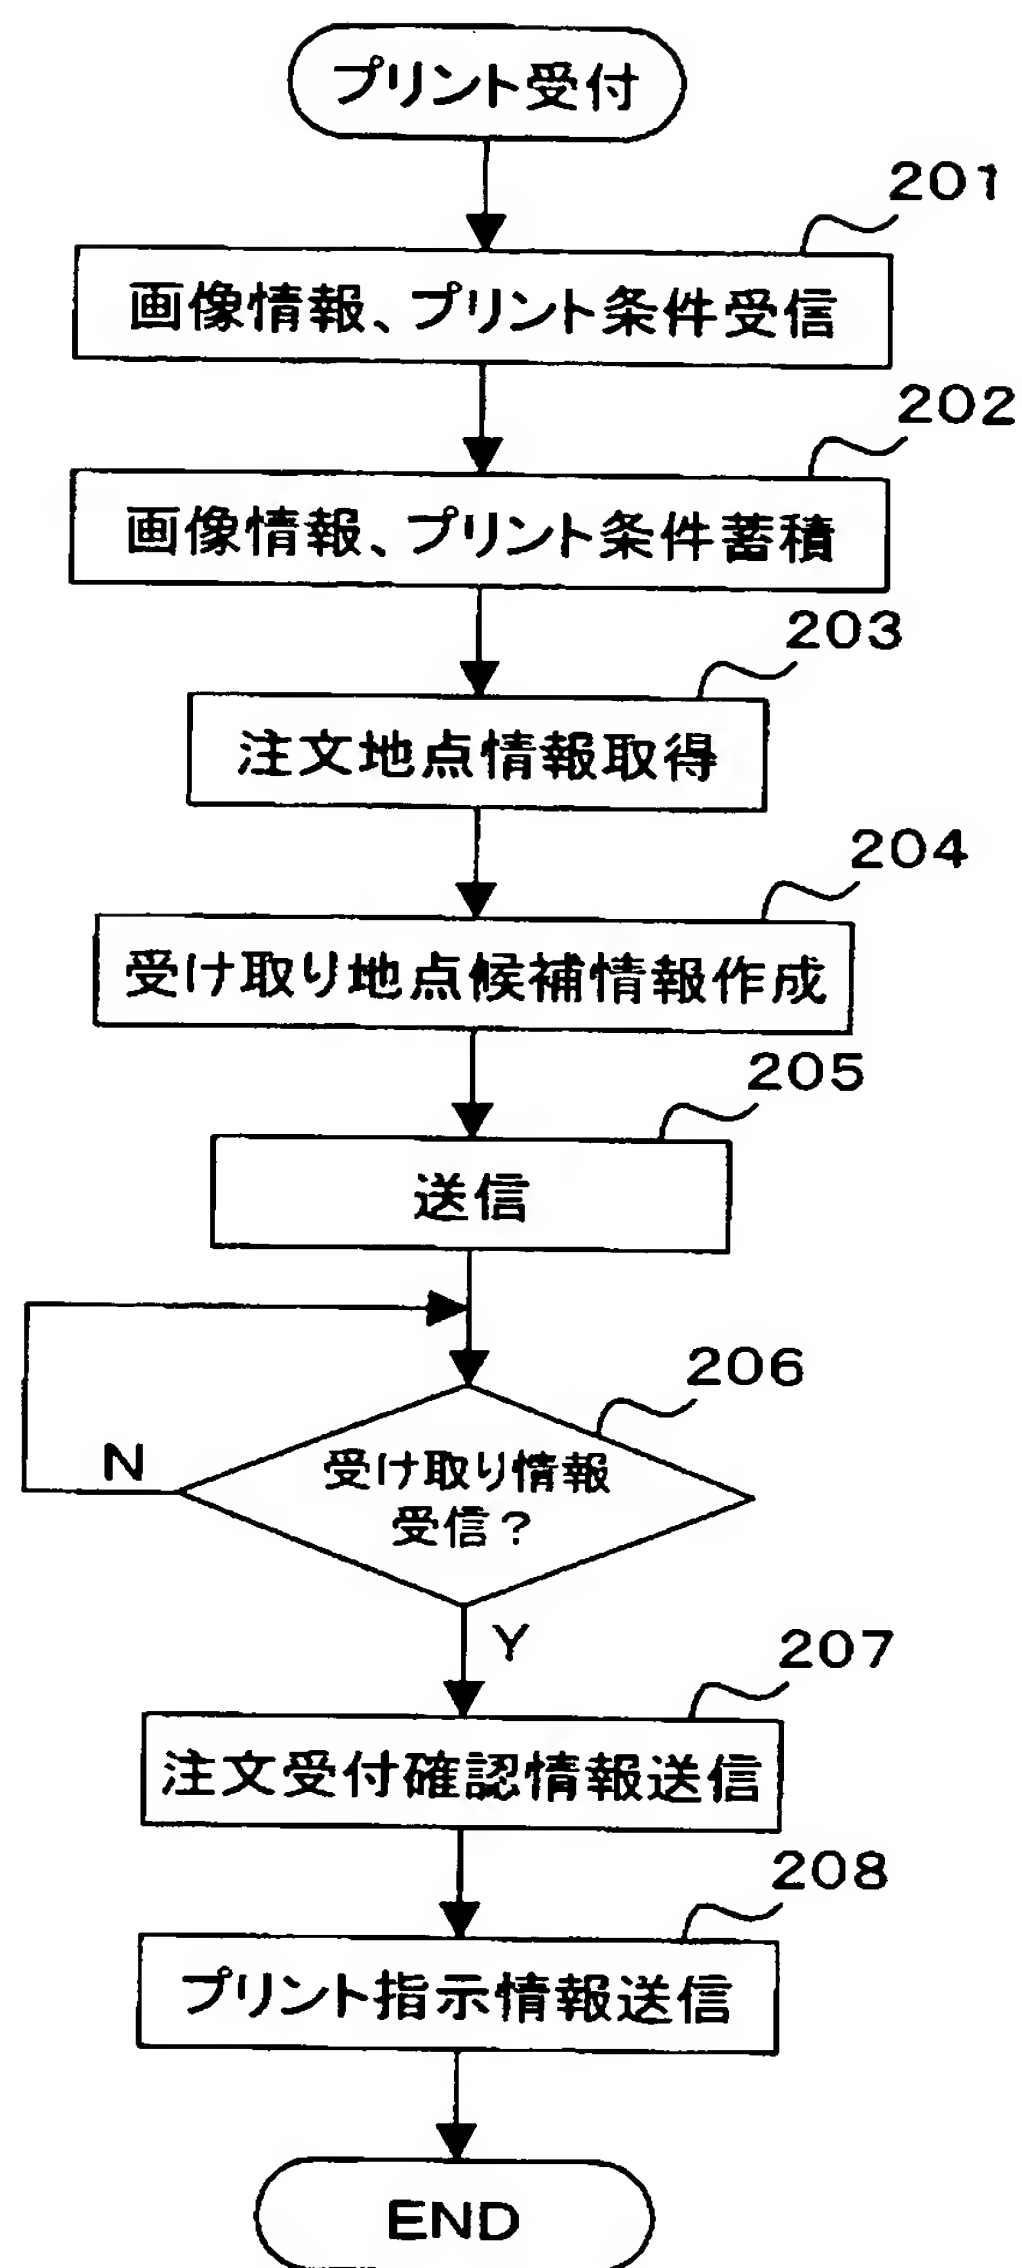 プリント受付
201
画像情報、プリント条件受信
202
画像情報、プリント条件蓄積
203
注文地点情報取得
204
受け取り地点候補情報作成
205
送信
206
受け取り情報
受信?
N
Y
207
注文受付確認情報送信
208
プリント指示情報送信
END